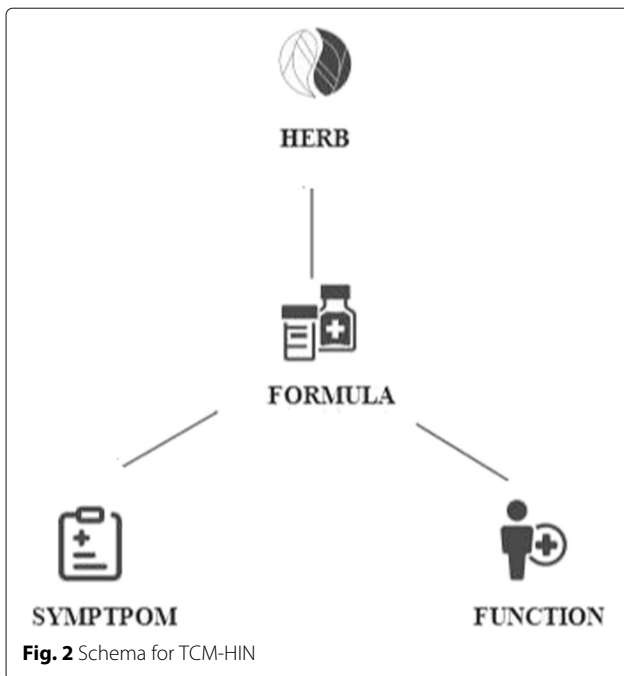 HERB
FORMULA
SYMPTPOM
FUNCTION
Fig. 2 Schema for TCM-HIN